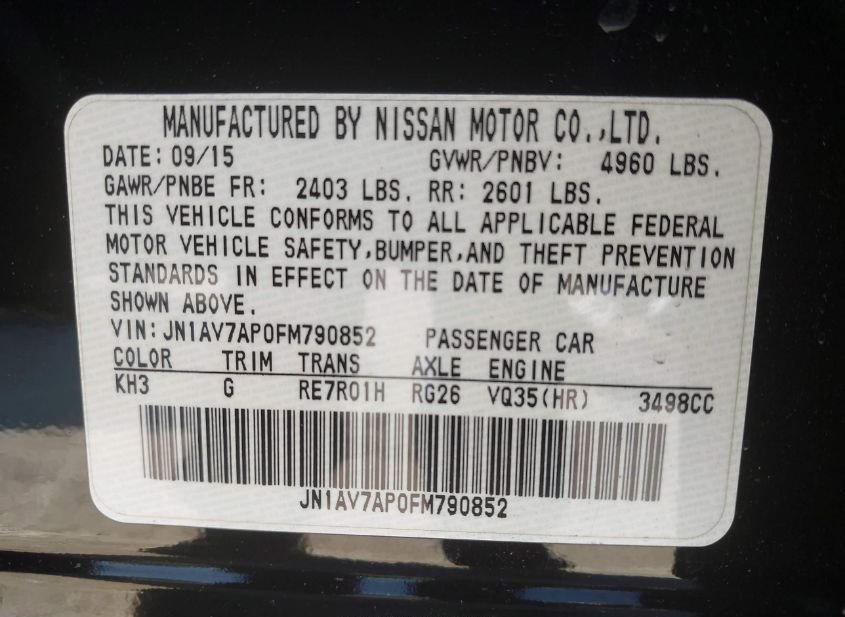 MANUFACTURED BY NISSAN MOTOR CO.,LTD.
DATE: 09/15 GVWR/PNBV: 4960 LBS.
GAWR/PNBE FR: 2403 LBS. RR: 2601 LBS.
THIS VEHICLE CONFORMS TO ALL APPLICABLE FEDERAL
MOTOR VEHICLE SAFETY,BUMPER,AND THEFT PREVENTION
STANDARDS IN EFFECT ON THE DATE OF MANUFACTURE
SHOWN ABOVE.
VIN:JN1AV7AP0FM790852 PASSENGER CAR
COLOR TRIM TRANS AXLE ENGINE
KH3 G RE7R01H RG26 VQ35(HR) 3498CC
JN1AV7AP0FM790852